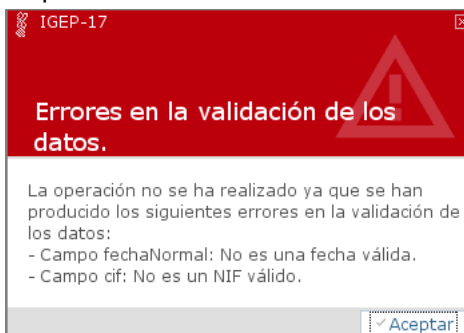 IGEP-17
Errores en la validación de los
datos.
La operación no se ha realizado ya que se han
producido los siguientes errores en la validación de
los datos:
- Campo fechaNormal: No es una fecha válida.
- Campo cif: No es un NIF válido.
Aceptar